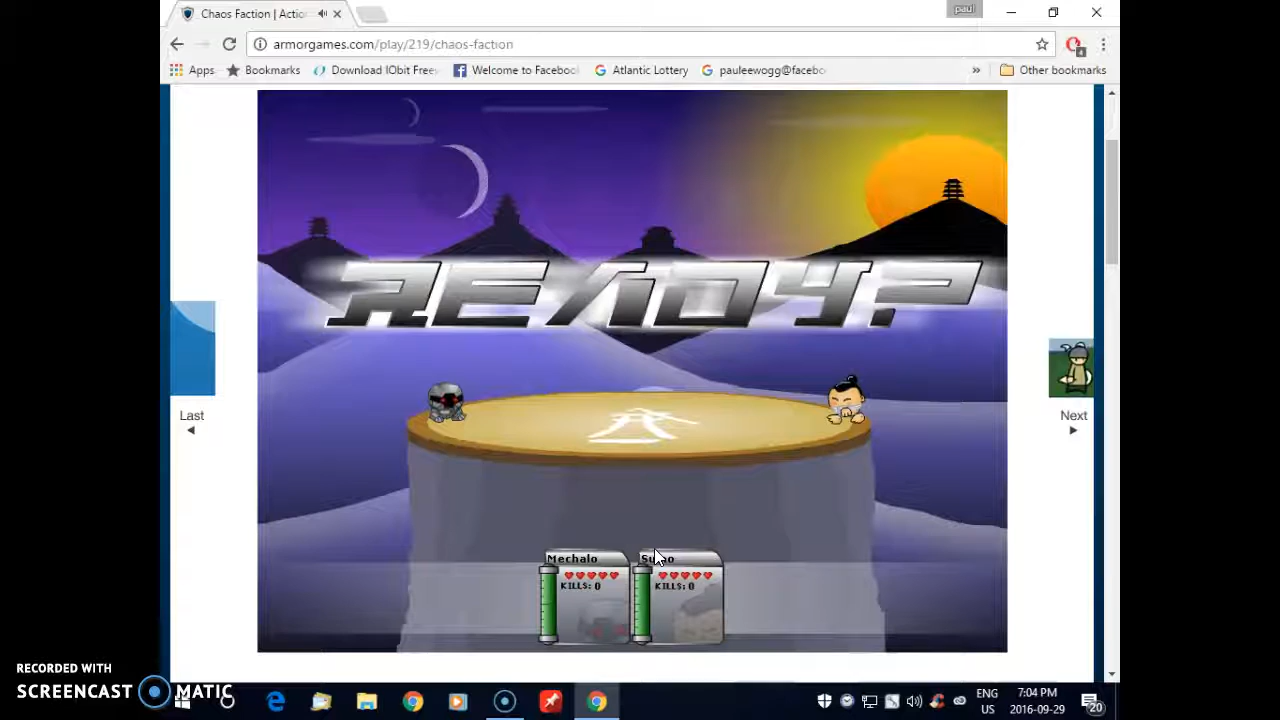 Chaos Faction | Actio
paul
armorgames.com/play/219/chaos-faction
4
Apps Bookmarks Download IObit Free Welcome to Facebook Atlantic Lottery pauleewogg@facebo » Other bookmarks
READY?
Last
Next
Mechalo
KILLS: 0
KILLS: 0
RECORDED WITH
SCREENCAST MATIC
ENG
US
7:04 PM
2016-09-29
20